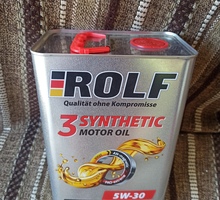 ROLF
Qualität ohne Kompromisse
3 SYNTHETIC
MOTOR OIL
5W-30